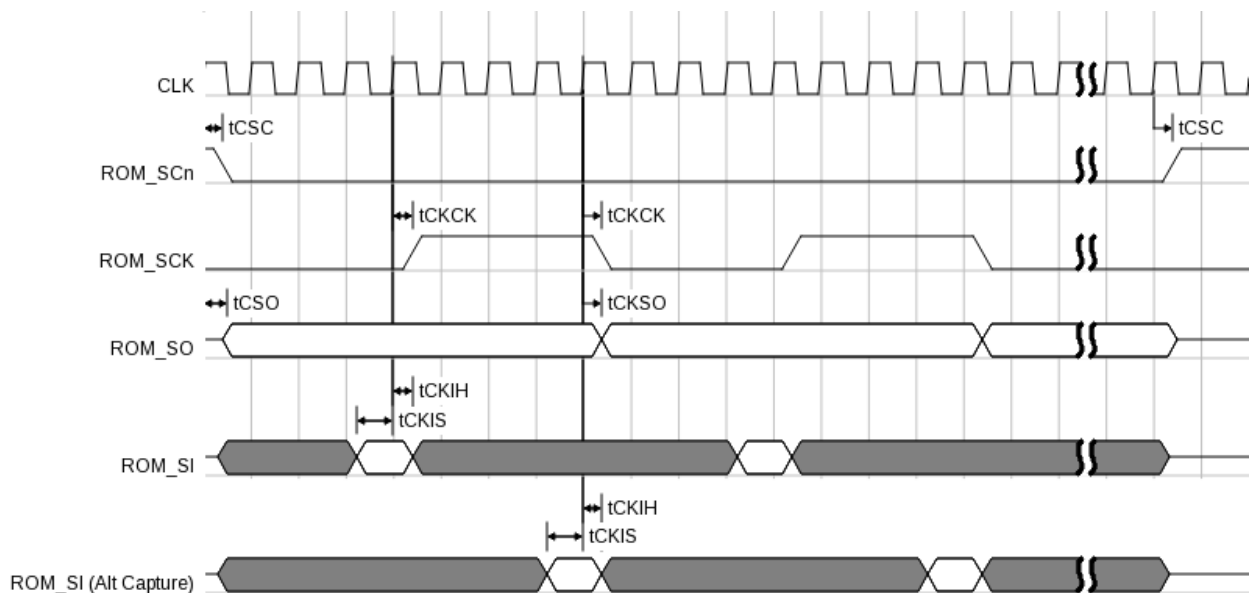 CLK
tCSC
tCSC
ROM_SCn
tCKCK
tCKCK
ROM_SCK
tCSO
tCKSO
ROM_SO
tCKIH
tCKIS
ROM_SI
tCKIH
tCKIS
ROM_SI (Alt Capture)